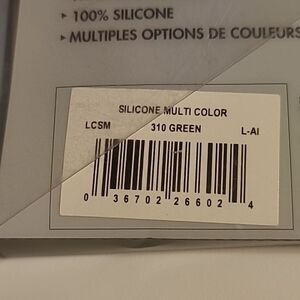 ▸ 100% SILICONE
▸ MULTIPLES OPTIONS DE COULEURS
SILICONE MULTI COLOR
LCSM 310 GREEN L-AI
0 36702 26602 4